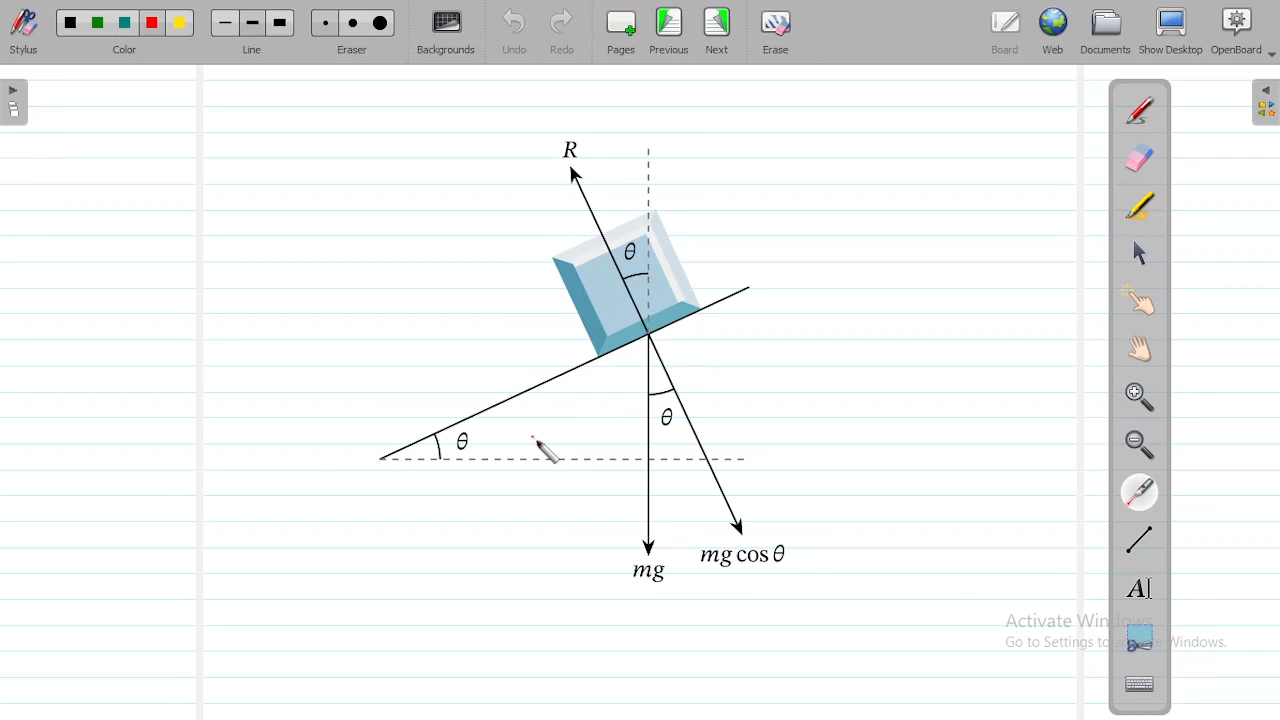 Stylus
Color
Line
Eraser
Backgrounds
Undo
Redo
Pages
Previous
Next
Erase
Board
Web
Documents
Show Desktop
OpenBoard
R
θ
θ
θ
mg
mg cos θ
A
Activate Windows
Go to Settings to activate Windows.